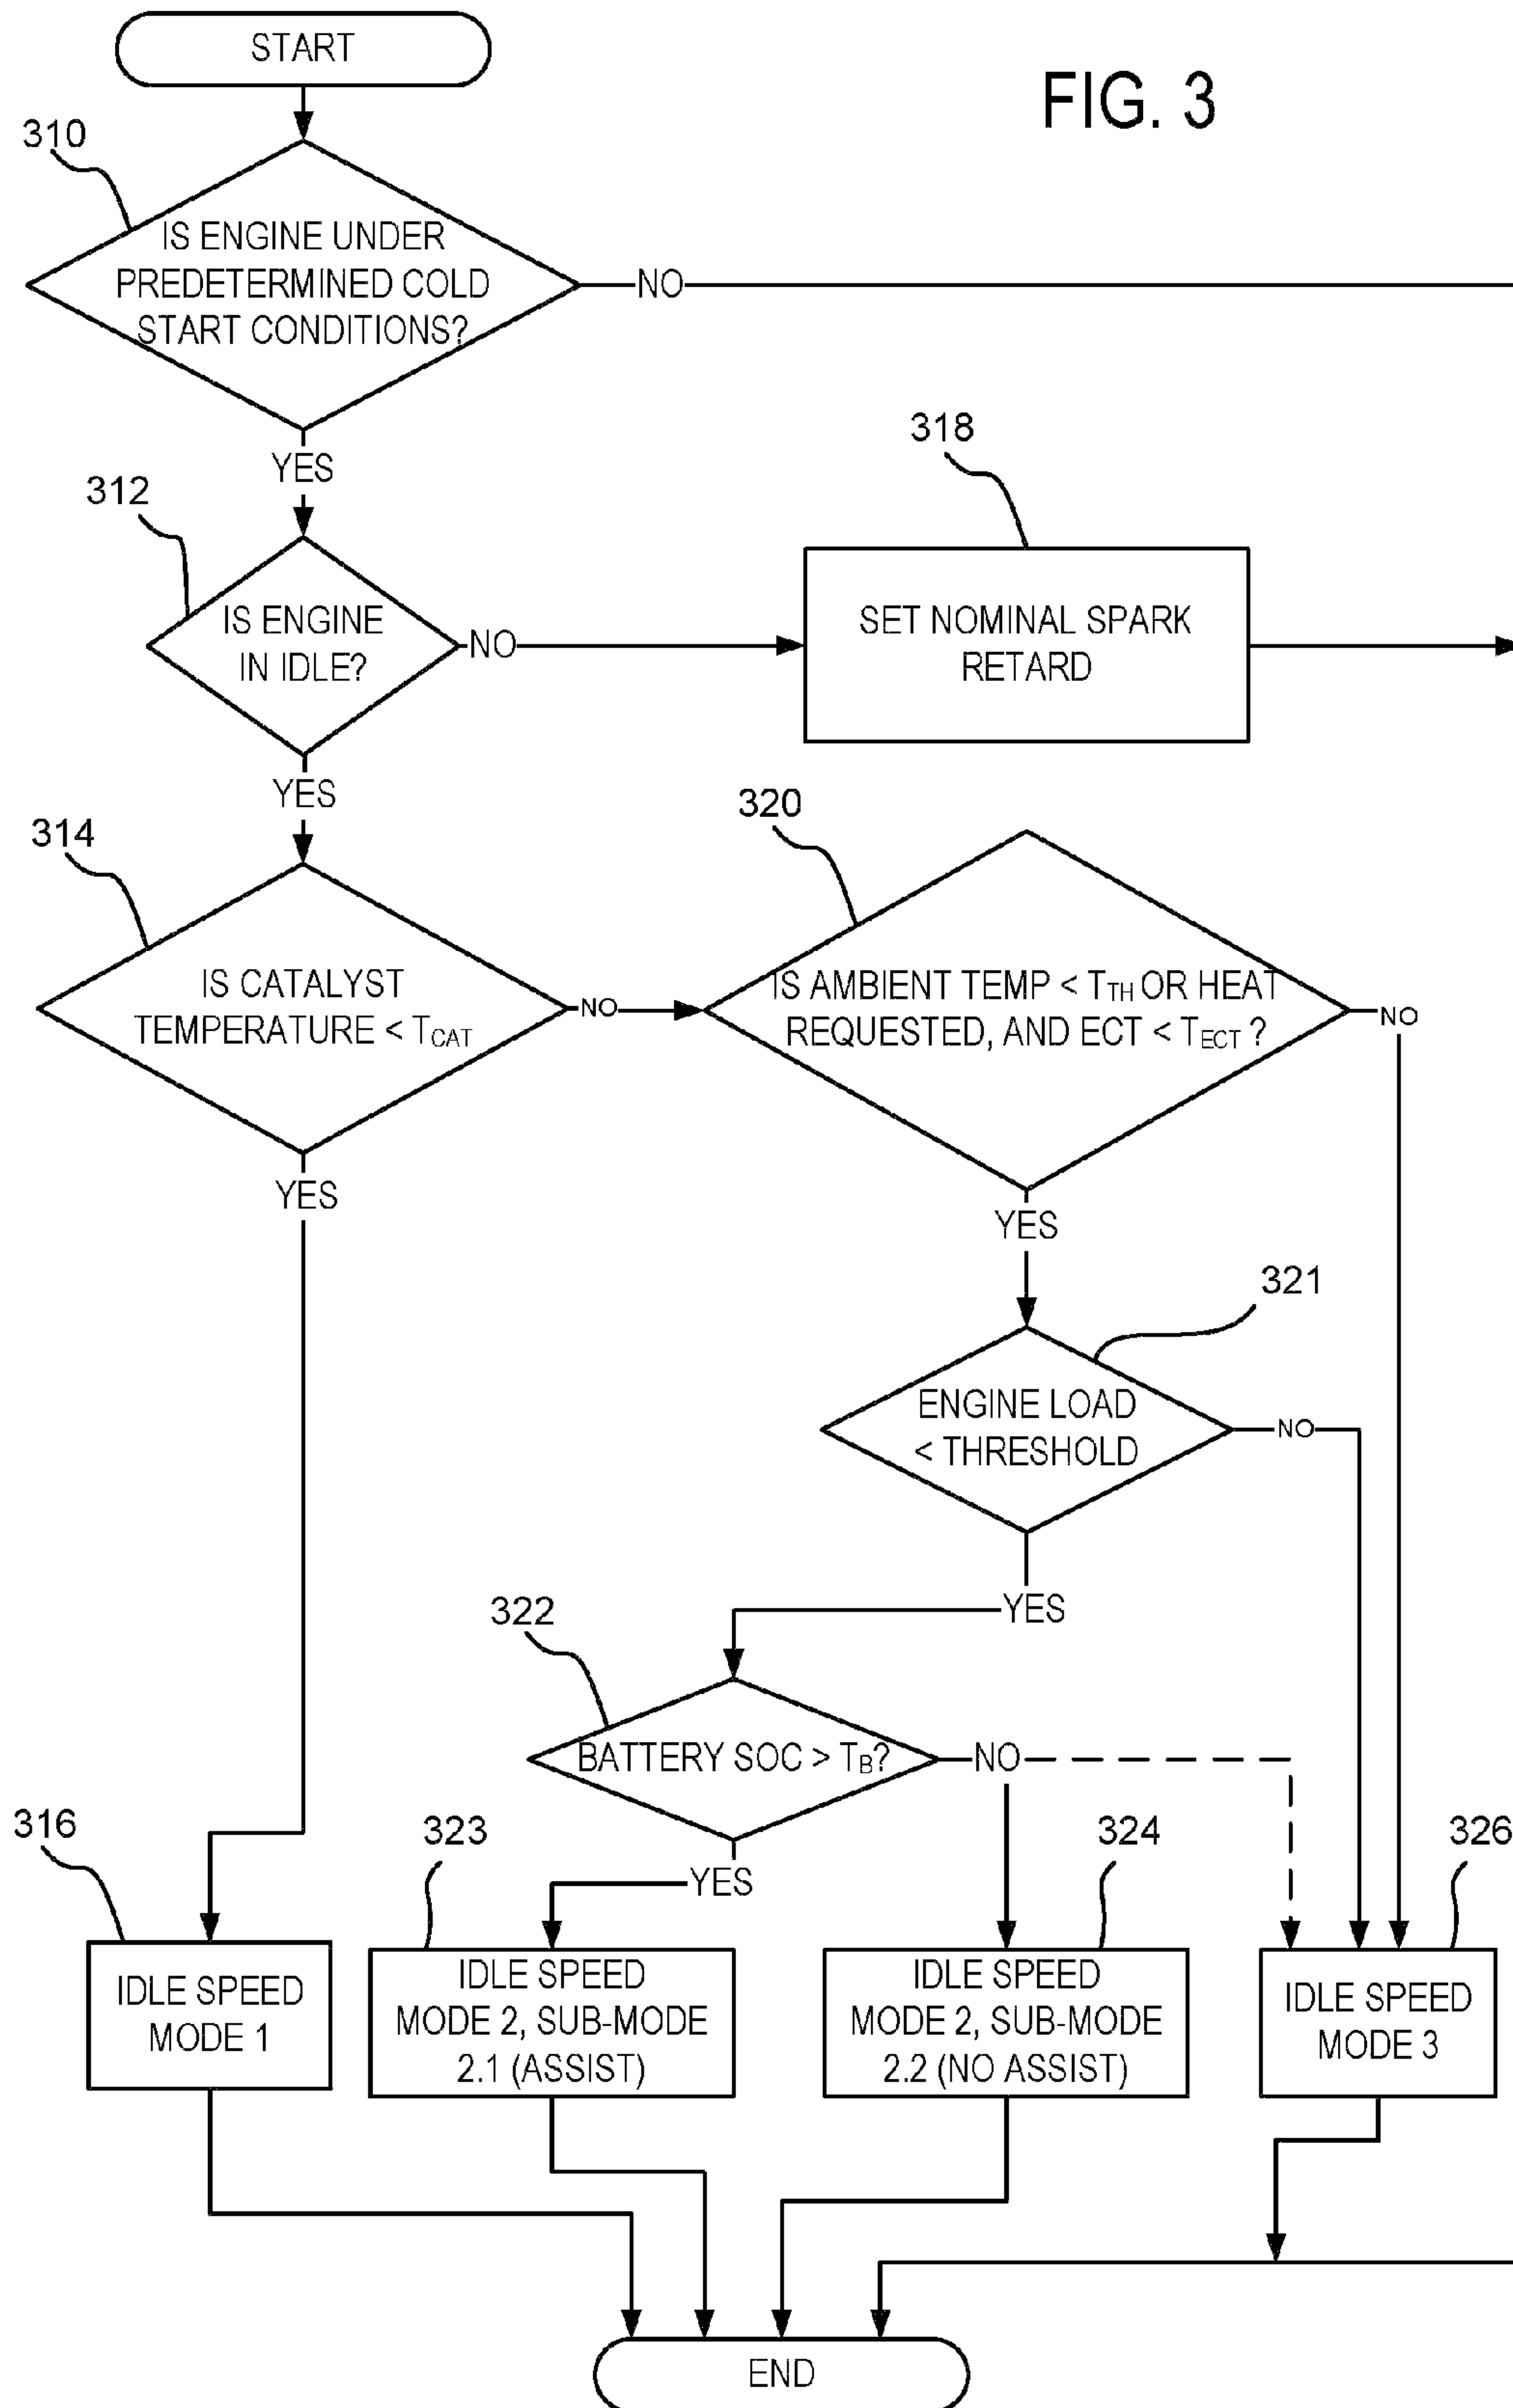 START
FIG. 3
310
IS ENGINE UNDER
PREDETERMINED COLD
START CONDITIONS?
NO
YES
312
IS ENGINE
IN IDLE?
NO
318
SET NOMINAL SPARK
RETARD
YES
314
IS CATALYST
TEMPERATURE < TCAT
NO
320
IS AMBIENT TEMP < TTH OR HEAT
REQUESTED, AND ECT < TECT ?
NO
YES
YES
321
ENGINE LOAD
< THRESHOLD
NO
YES
322
BATTERY SOC > TB?
NO
YES
316
IDLE SPEED
MODE 1
323
IDLE SPEED
MODE 2, SUB-MODE
2.1 (ASSIST)
324
IDLE SPEED
MODE 2, SUB-MODE
2.2 (NO ASSIST)
326
IDLE SPEED
MODE 3
END